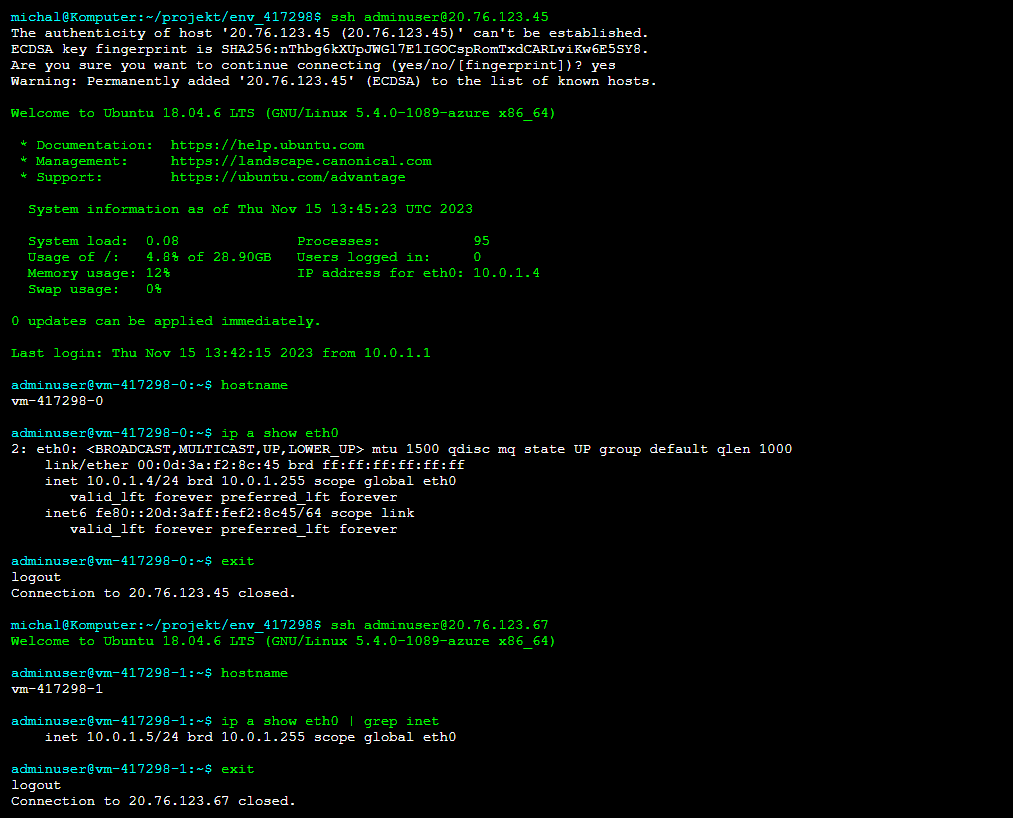 michal@Komputer:~/projekt/env_417298$ ssh adminuser@20.76.123.45
The authenticity of host '20.76.123.45 (20.76.123.45)' can't be established.
ECDSA key fingerprint is SHA256:nThbg6kXUpJWGl7E1IGOCspRomTxdCARLviKw6E5SY8.
Are you sure you want to continue connecting (yes/no/[fingerprint])? yes
Warning: Permanently added '20.76.123.45' (ECDSA) to the list of known hosts.
Welcome to Ubuntu 18.04.6 LTS (GNU/Linux 5.4.0-1089-azure x86_64)
* Documentation:  https://help.ubuntu.com
* Management:     https://landscape.canonical.com
* Support:        https://ubuntu.com/advantage
System information as of Thu Nov 15 13:45:23 UTC 2023
System load:  0.08              Processes:           95
Usage of /:   4.8% of 28.90GB   Users logged in:     0
Memory usage: 12%               IP address for eth0: 10.0.1.4
Swap usage:   0%
0 updates can be applied immediately.
Last login: Thu Nov 15 13:42:15 2023 from 10.0.1.1
adminuser@vm-417298-0:~$ hostname
vm-417298-0
adminuser@vm-417298-0:~$ ip a show eth0
2: eth0: <BROADCAST,MULTICAST,UP,LOWER_UP> mtu 1500 qdisc mq state UP group default qlen 1000
link/ether 00:0d:3a:f2:8c:45 brd ff:ff:ff:ff:ff:ff
inet 10.0.1.4/24 brd 10.0.1.255 scope global eth0
valid_lft forever preferred_lft forever
inet6 fe80::20d:3aff:fef2:8c45/64 scope link
valid_lft forever preferred_lft forever
adminuser@vm-417298-0:~$ exit
logout
Connection to 20.76.123.45 closed.
michal@Komputer:~/projekt/env_417298$ ssh adminuser@20.76.123.67
Welcome to Ubuntu 18.04.6 LTS (GNU/Linux 5.4.0-1089-azure x86_64)
adminuser@vm-417298-1:~$ hostname
vm-417298-1
adminuser@vm-417298-1:~$ ip a show eth0 | grep inet
inet 10.0.1.5/24 brd 10.0.1.255 scope global eth0
adminuser@vm-417298-1:~$ exit
logout
Connection to 20.76.123.67 closed.